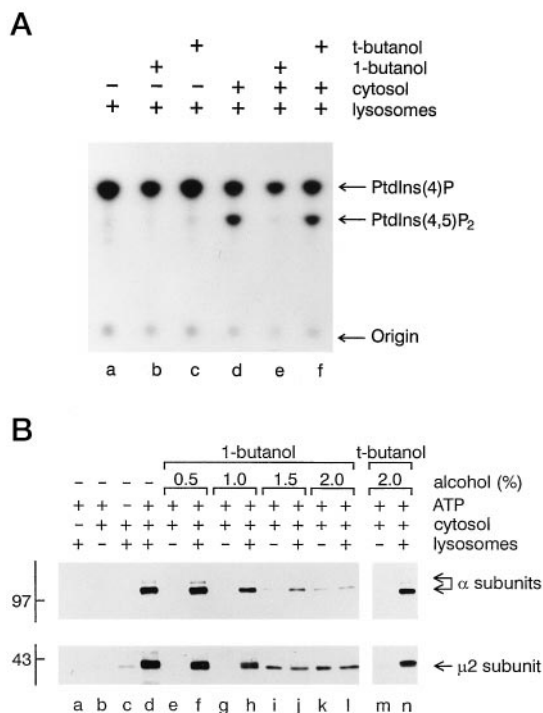 A
+ + t-butanol
+ + 1-butanol
- - - + + + cytosol
+ + + + + + lysosomes
← PtdIns(4)P
← PtdIns(4,5)P₂
← Origin
a b c d e f
B
1-butanol t-butanol
- - - - 0.5 1.0 1.5 2.0 2.0 alcohol (%)
+ + - + + + + + + + + + + + ATP
- + + + + + + + + + + + + + cytosol
+ - + + - + - + - + - + - + lysosomes
97 α subunits
43 ← μ2 subunit
a b c d e f g h i j k l m n